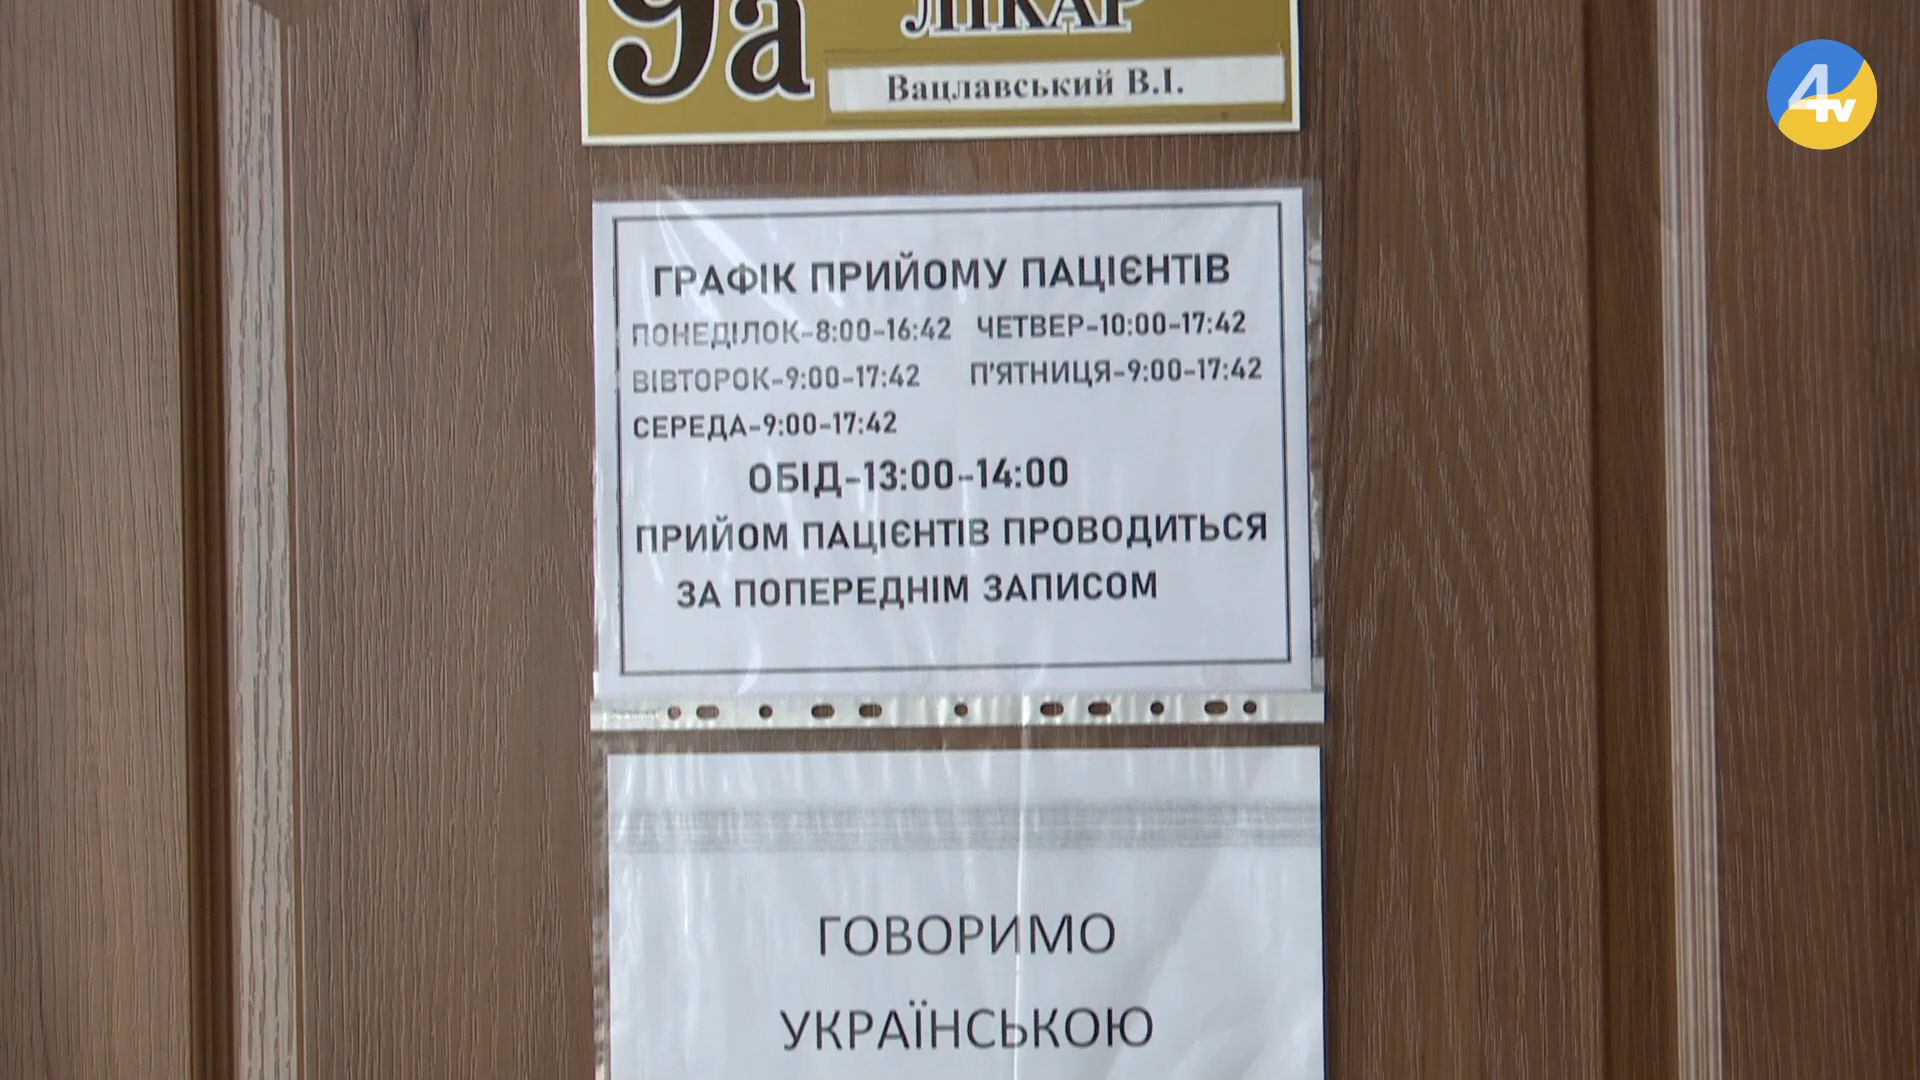 9а
ЛІКАР
Вацлавський В.І.
4tv
ГРАФІК ПРИЙОМУ ПАЦІЄНТІВ
ПОНЕДІЛОК-8:00-16:42 ЧЕТВЕР-10:00-17:42
ВІВТОРОК-9:00-17:42 П'ЯТНИЦЯ-9:00-17:42
СЕРЕДА-9:00-17:42
ОБІД-13:00-14:00
ПРИЙОМ ПАЦІЄНТІВ ПРОВОДИТЬСЯ
ЗА ПОПЕРЕДНІМ ЗАПИСОМ
ГОВОРИМО
УКРАЇНСЬКОЮ